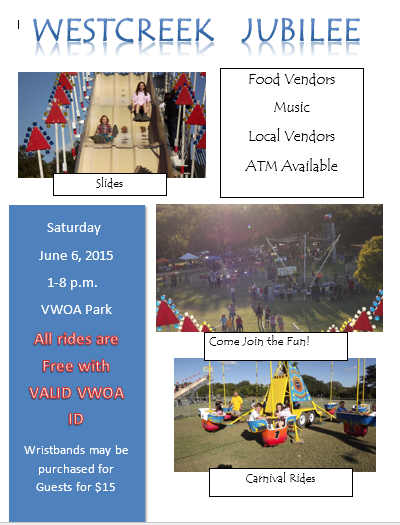 WESTCREEK JUBILEE
Food Vendors
Music
Local Vendors
ATM Available
Slides
Saturday
June 6, 2015
1-8 p.m.
VWOA Park
All rides are
Free with
VALID VWOA
ID
Wristbands may be
purchased for
Guests for $15
Come Join the Fun!
Carnival Rides